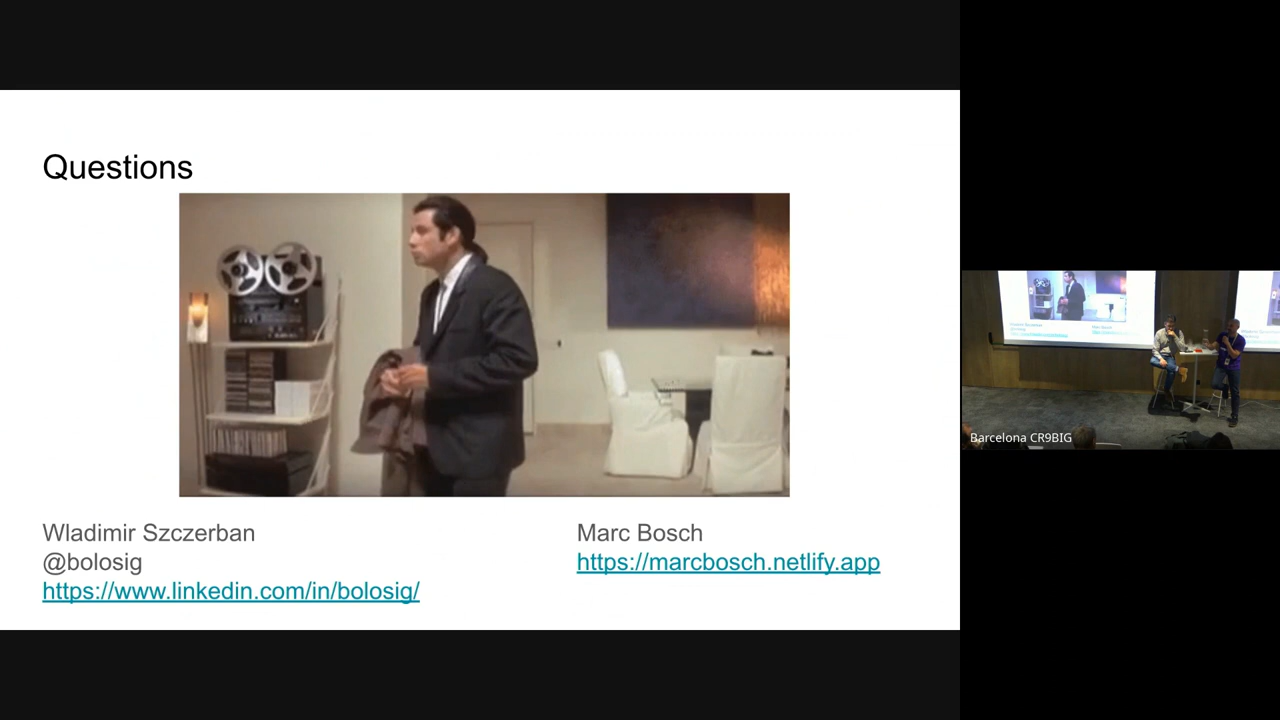 Questions
Wladimir Szczerban
@bolosig
https://www.linkedin.com/in/bolosig/
Marc Bosch
https://marcbosch.netlify.app
Barcelona CR9BIG